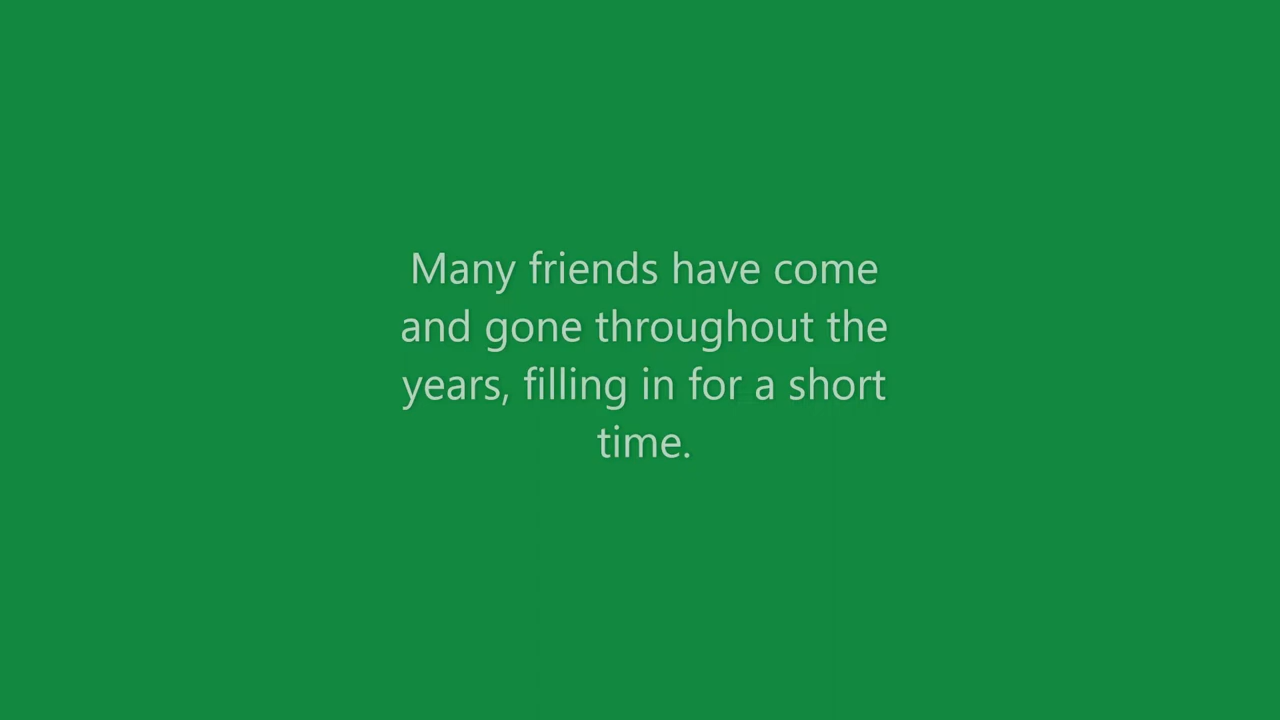 Many friends have come
and gone throughout the
years, filling in for a short
time.